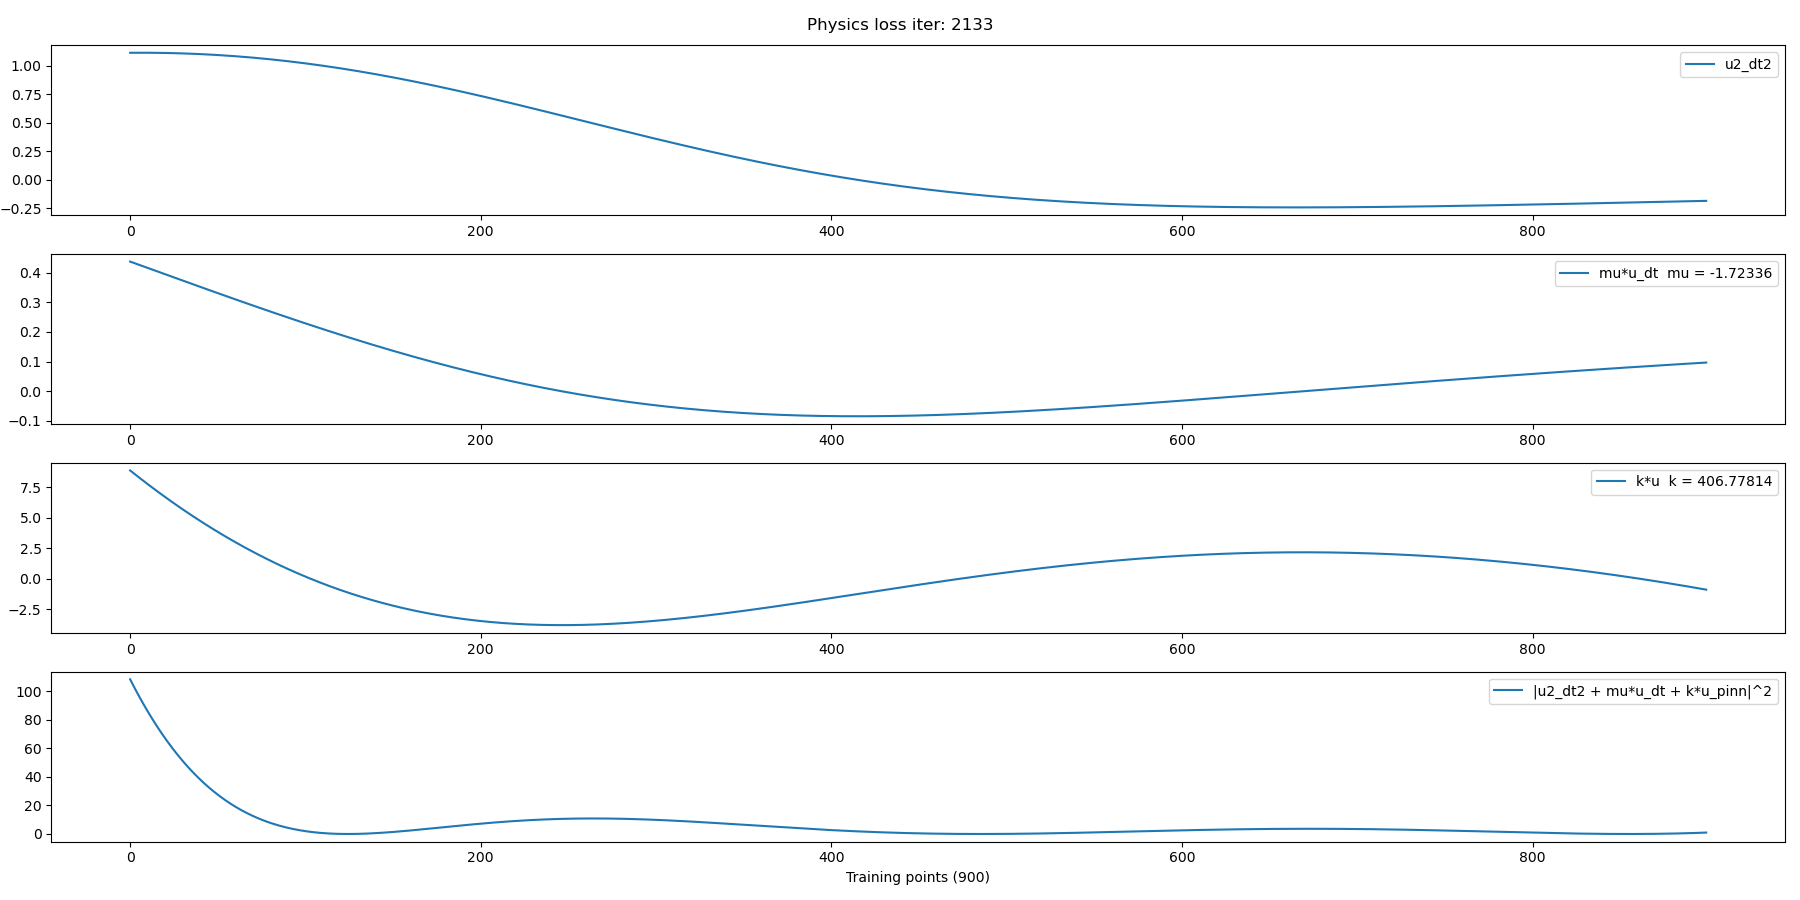 Physics loss iter: 2133
1.00
0.75
0.50
0.25
0.00
−0.25
u2_dt2
0 200 400 600 800
0.4
0.3
0.2
0.1
0.0
−0.1
mu*u_dt  mu = -1.72336
0 200 400 600 800
7.5
5.0
2.5
0.0
−2.5
k*u  k = 406.77814
0 200 400 600 800
100
80
60
40
20
0
|u2_dt2 + mu*u_dt + k*u_pinn|^2
0 200 400 600 800
Training points (900)